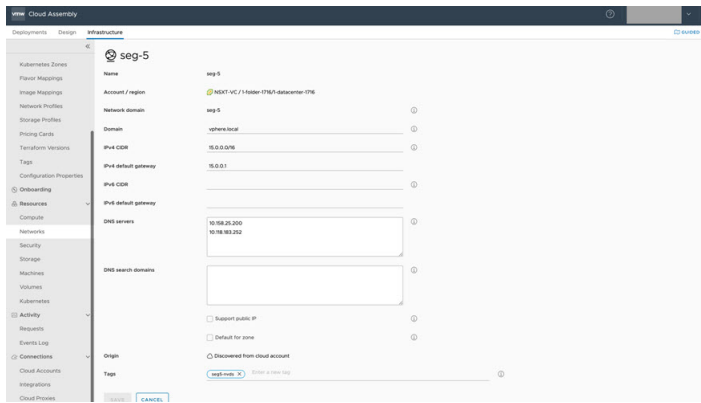 vmw Cloud Assembly
Deployments Design Infrastructure GUIDED
Kubernetes Zones
Flavor Mappings
Image Mappings
Network Profiles
Storage Profiles
Pricing Cards
Terraform Versions
Tags
Configuration Properties
Onboarding
Resources
Compute
Networks
Security
Storage
Machines
Volumes
Kubernetes
Activity
Requests
Events Log
Connections
Cloud Accounts
Integrations
Cloud Proxies
seg-5
Name seg-5
Account / region NSXT-VC / 1-folder-1716/1-datacenter-1716
Network domain seg-5
Domain vphere.local
IPv4 CIDR 15.0.0.0/16
IPv4 default gateway 15.0.0.1
IPv6 CIDR
IPv6 default gateway
DNS servers 10.158.25.200
10.118.183.252
DNS search domains
Support public IP
Default for zone
Origin Discovered from cloud account
Tags seg5-nvds X Enter a new tag
SAVE CANCEL